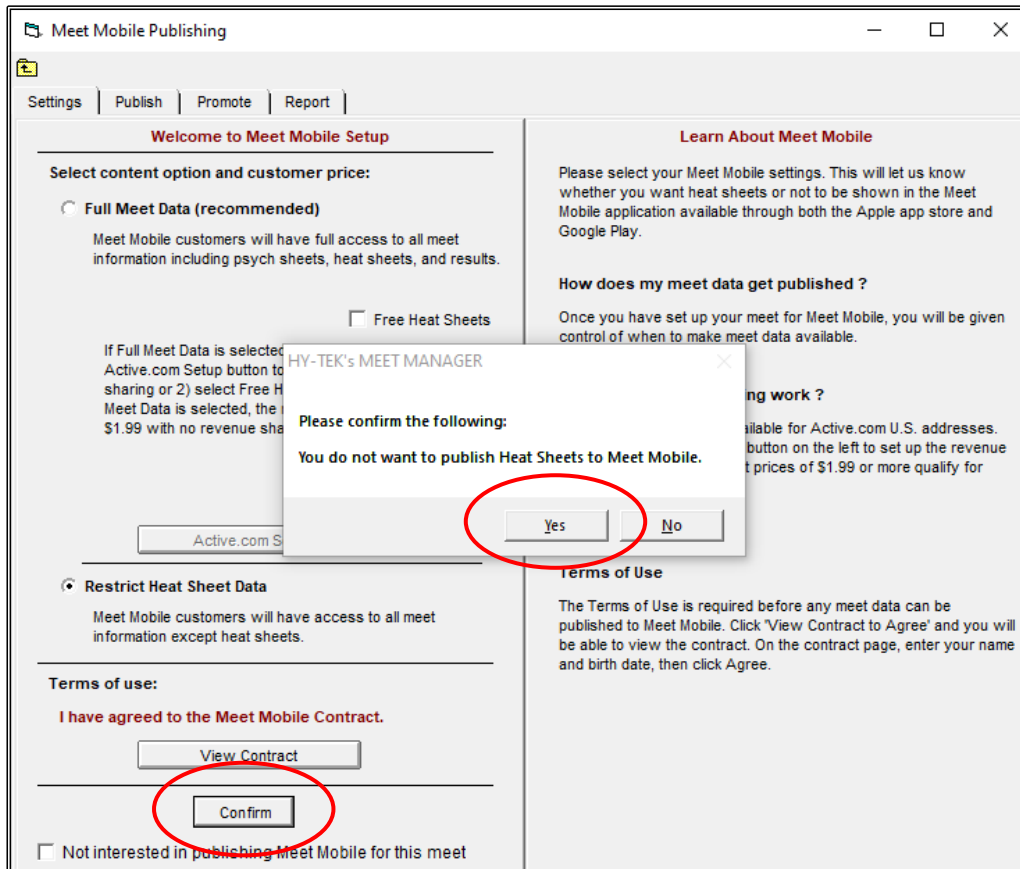 Meet Mobile Publishing
Settings
Publish
Promote
Report
Welcome to Meet Mobile Setup
Select content option and customer price:
Full Meet Data (recommended)
Meet Mobile customers will have full access to all meet
information including psych sheets, heat sheets, and results.
Free Heat Sheets
If Full Meet Data is selected
Active.com Setup button to
sharing or 2) select Free H
Meet Data is selected, the
$1.99 with no revenue sha
Active.com S
Restrict Heat Sheet Data
Meet Mobile customers will have access to all meet
information except heat sheets.
Terms of use:
I have agreed to the Meet Mobile Contract.
View Contract
Confirm
Not interested in publishing Meet Mobile for this meet
HY-TEK's MEET MANAGER
Please confirm the following:
You do not want to publish Heat Sheets to Meet Mobile.
Yes
No
Learn About Meet Mobile
Please select your Meet Mobile settings. This will let us know
whether you want heat sheets or not to be shown in the Meet
Mobile application available through both the Apple app store and
Google Play.
How does my meet data get published ?
Once you have set up your meet for Meet Mobile, you will be given
control of when to make meet data available.
ng work ?
ailable for Active.com U.S. addresses.
button on the left to set up the revenue
t prices of $1.99 or more qualify for
Terms of Use
The Terms of Use is required before any meet data can be
published to Meet Mobile. Click 'View Contract to Agree' and you will
be able to view the contract. On the contract page, enter your name
and birth date, then click Agree.